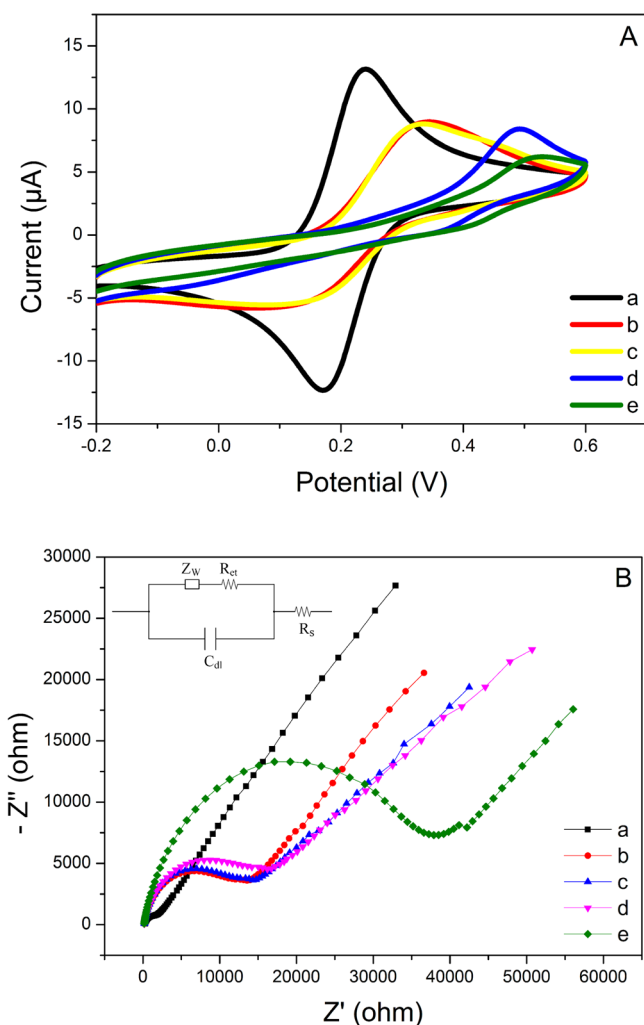 A
15
10
5
0
-5
-10
-15
Current (µA)
-0.2
0.0
0.2
0.4
0.6
Potential (V)
a
b
c
d
e
B
30000
25000
20000
15000
10000
5000
0
- Z'' (ohm)
Z_W
R_et
C_dl
R_s
0
10000
20000
30000
40000
50000
60000
Z' (ohm)
a
b
c
d
e